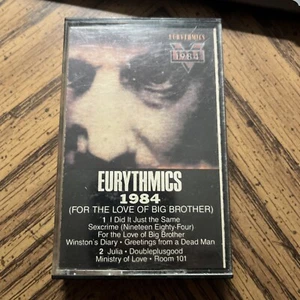 EURYTHMICS
1984
EURYTHMICS
1984
(FOR THE LOVE OF BIG BROTHER)
1 I Did It Just the Same
Sexcrime (Nineteen Eighty-Four)
For the Love of Big Brother
Winston's Diary • Greetings from a Dead Man
2 Julia • Doubleplusgood
Ministry of Love • Room 101